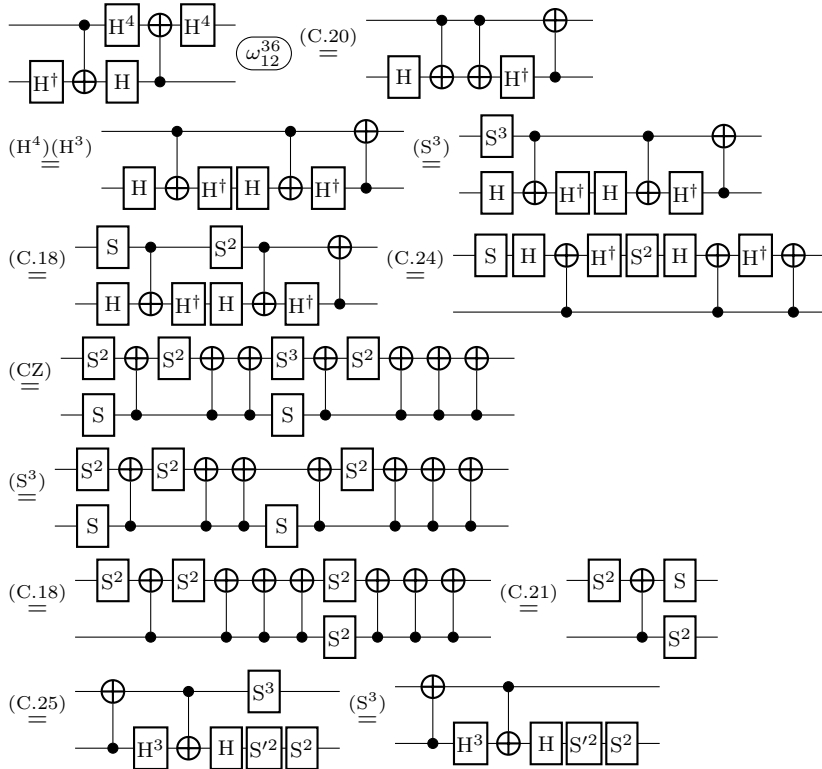 H⁴ H⁴
ω₁₂³⁶ (C.20) =
H† H H H†
(H⁴)(H³) = (S³) = S³
H H† H H† H H† H H†
(C.18) = S S² (C.24) = S H H† S² H H†
H H† H H†
(CZ) = S² S² S³ S²
S S
(S³) = S² S² S²
S S
(C.18) = S² S² S² (C.21) = S² S
S² S²
(C.25) = S³ (S³) =
H³ H S′² S² H³ H S′² S²